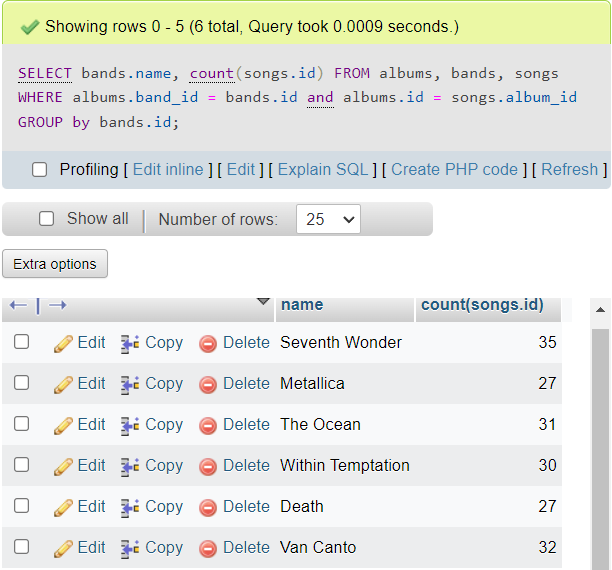 Showing rows 0 - 5 (6 total, Query took 0.0009 seconds.)
SELECT bands.name, count(songs.id) FROM albums, bands, songs
WHERE albums.band_id = bands.id and albums.id = songs.album_id
GROUP by bands.id;
Profiling [ Edit inline ] [ Edit ] [ Explain SQL ] [ Create PHP code ] [ Refresh ]
Show all | Number of rows: 25
Extra options
← | → name count(songs.id)
Edit Copy Delete Seventh Wonder 35
Edit Copy Delete Metallica 27
Edit Copy Delete The Ocean 31
Edit Copy Delete Within Temptation 30
Edit Copy Delete Death 27
Edit Copy Delete Van Canto 32